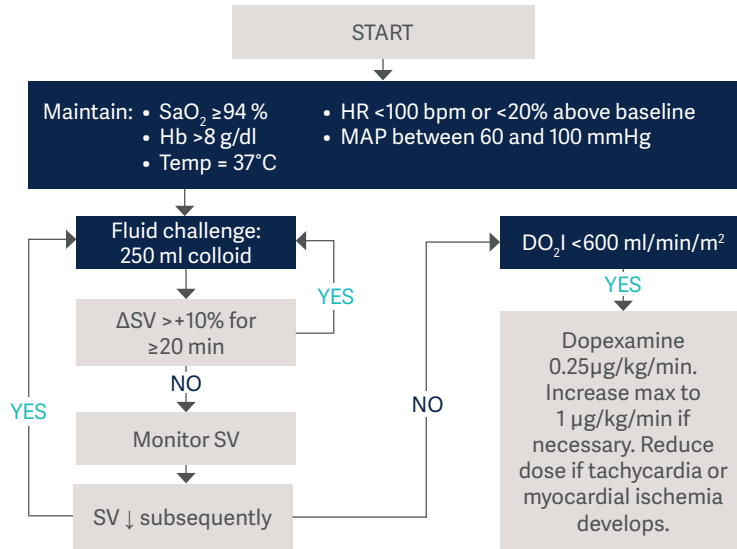 START
Maintain: • SaO₂ ≥94 %
• Hb >8 g/dl
• Temp = 37°C
• HR <100 bpm or <20% above baseline
• MAP between 60 and 100 mmHg
Fluid challenge:
250 ml colloid
YES
ΔSV >+10% for
≥20 min
NO
Monitor SV
SV ↓ subsequently
YES
NO
DO₂I <600 ml/min/m²
YES
Dopexamine
0.25µg/kg/min.
Increase max to
1 µg/kg/min if
necessary. Reduce
dose if tachycardia or
myocardial ischemia
develops.